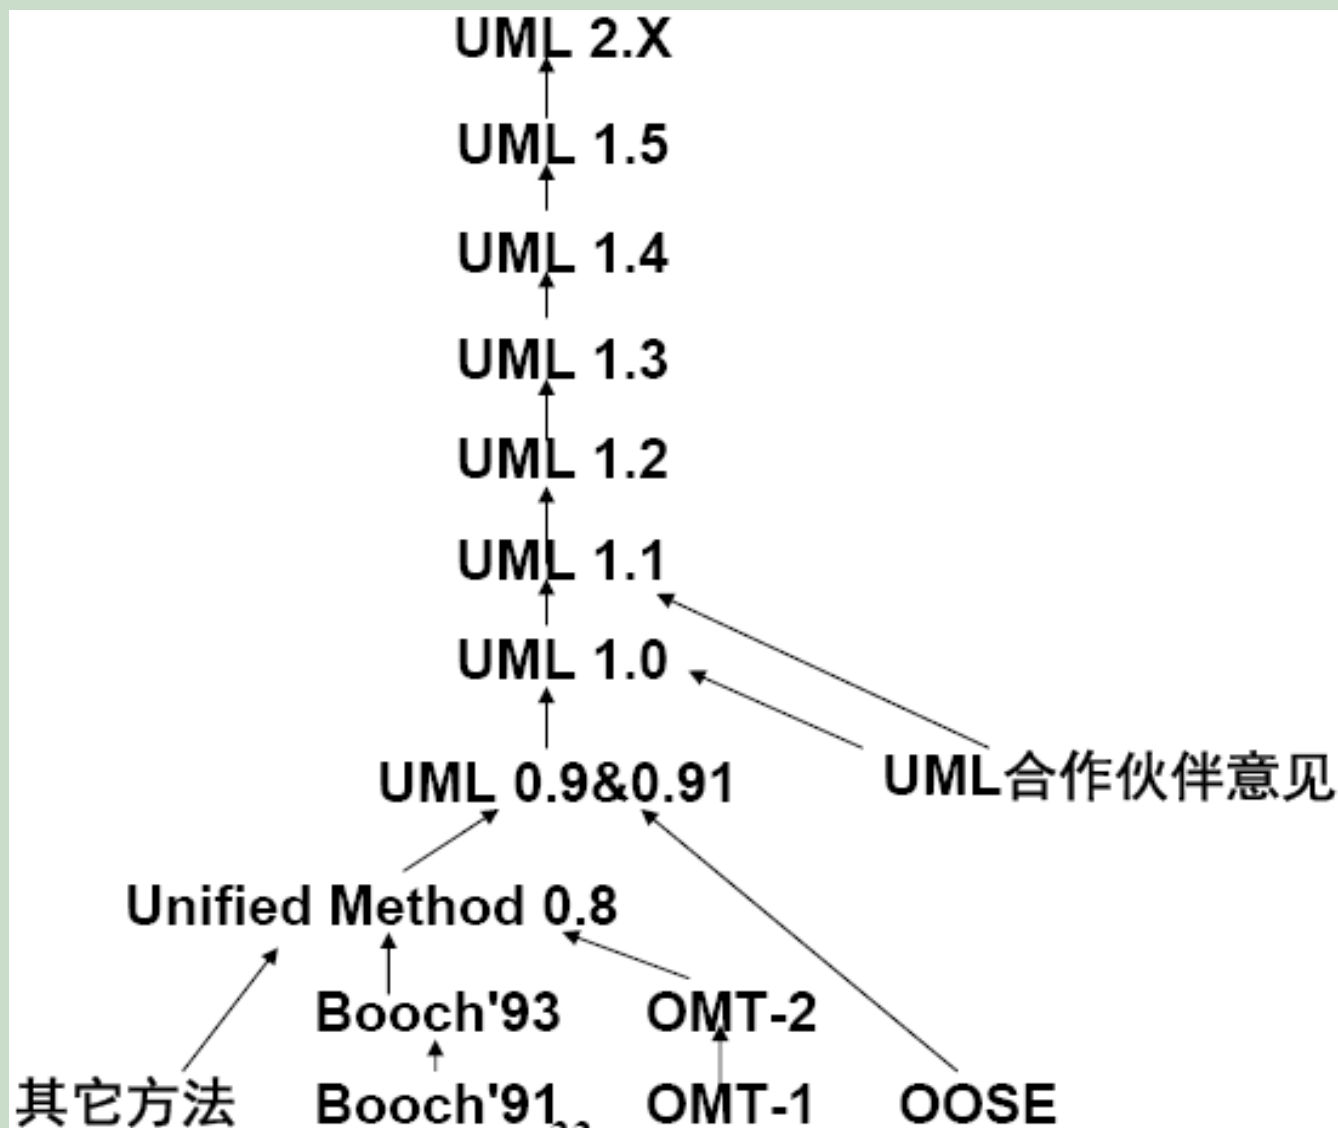 UML 2.X
UML 1.5
UML 1.4
UML 1.3
UML 1.2
UML 1.1
UML 1.0
UML 0.9&0.91
UML合作伙伴意见
Unified Method 0.8
Booch'93
OMT-2
其它方法
Booch'91
OMT-1
OOSE